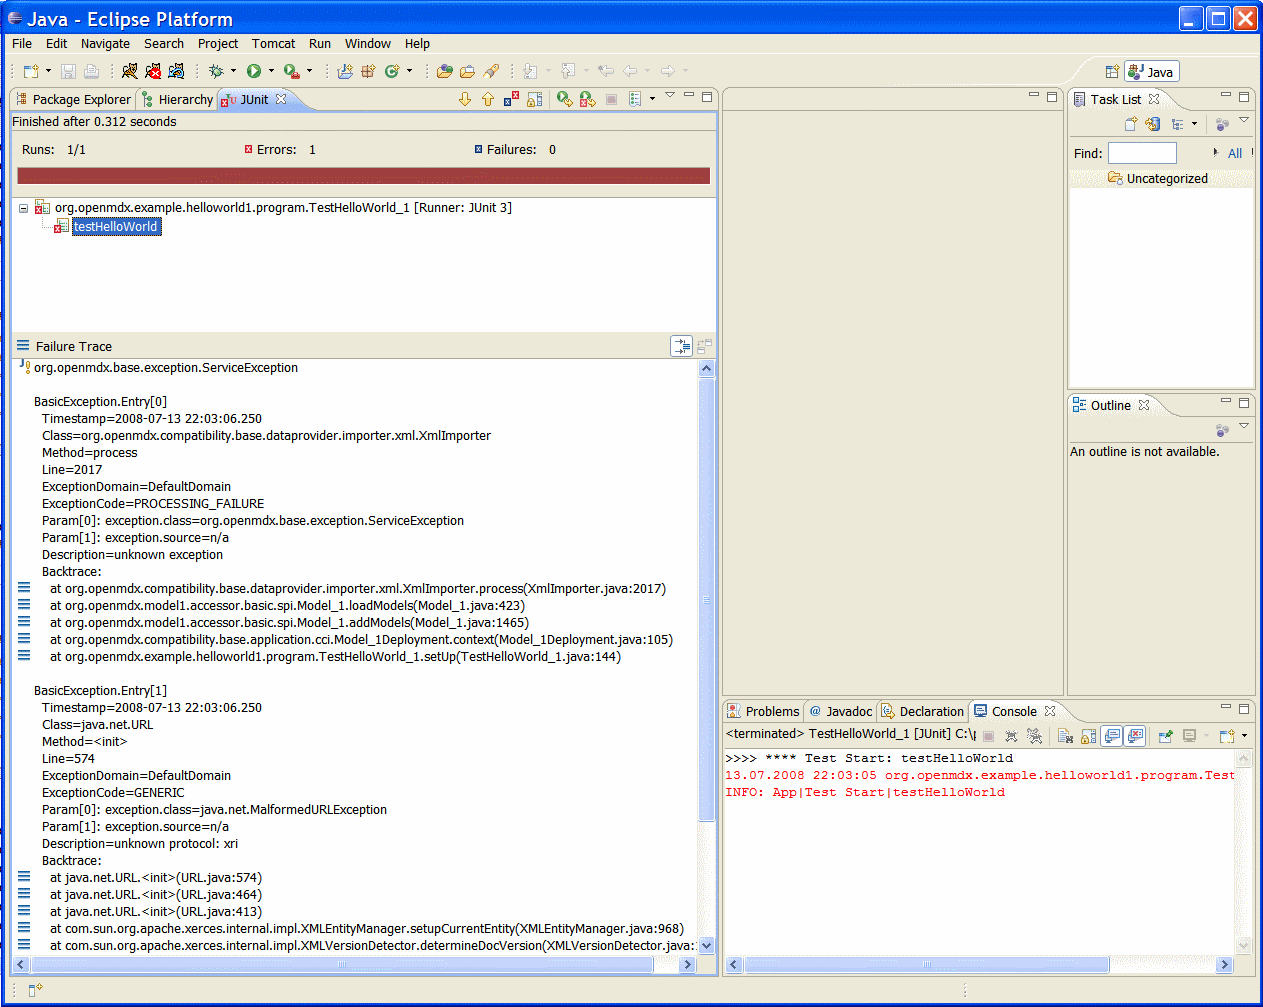 Java - Eclipse Platform
File Edit Navigate Search Project Tomcat Run Window Help
Java
Package Explorer Hierarchy JUnit
Finished after 0.312 seconds
Runs: 1/1 Errors: 1 Failures: 0
org.openmdx.example.helloworld1.program.TestHelloWorld_1 [Runner: JUnit 3]
testHelloWorld
Failure Trace
org.openmdx.base.exception.ServiceException
BasicException.Entry[0]
Timestamp=2008-07-13 22:03:06.250
Class=org.openmdx.compatibility.base.dataprovider.importer.xml.XmlImporter
Method=process
Line=2017
ExceptionDomain=DefaultDomain
ExceptionCode=PROCESSING_FAILURE
Param[0]: exception.class=org.openmdx.base.exception.ServiceException
Param[1]: exception.source=n/a
Description=unknown exception
Backtrace:
at org.openmdx.compatibility.base.dataprovider.importer.xml.XmlImporter.process(XmlImporter.java:2017)
at org.openmdx.model1.accessor.basic.spi.Model_1.loadModels(Model_1.java:423)
at org.openmdx.model1.accessor.basic.spi.Model_1.addModels(Model_1.java:1465)
at org.openmdx.compatibility.base.application.cci.Model_1Deployment.context(Model_1Deployment.java:105)
at org.openmdx.example.helloworld1.program.TestHelloWorld_1.setUp(TestHelloWorld_1.java:144)
BasicException.Entry[1]
Timestamp=2008-07-13 22:03:06.250
Class=java.net.URL
Method=<init>
Line=574
ExceptionDomain=DefaultDomain
ExceptionCode=GENERIC
Param[0]: exception.class=java.net.MalformedURLException
Param[1]: exception.source=n/a
Description=unknown protocol: xri
Backtrace:
at java.net.URL.<init>(URL.java:574)
at java.net.URL.<init>(URL.java:464)
at java.net.URL.<init>(URL.java:413)
at com.sun.org.apache.xerces.internal.impl.XMLEntityManager.setupCurrentEntity(XMLEntityManager.java:968)
at com.sun.org.apache.xerces.internal.impl.XMLVersionDetector.determineDocVersion(XMLVersionDetector.java:
Task List
Find: All
Uncategorized
Outline
An outline is not available.
Problems Javadoc Declaration Console
<terminated> TestHelloWorld_1 [JUnit] C:\
>>>> **** Test Start: testHelloWorld
13.07.2008 22:03:05 org.openmdx.example.helloworld1.program.Test
INFO: App|Test Start|testHelloWorld